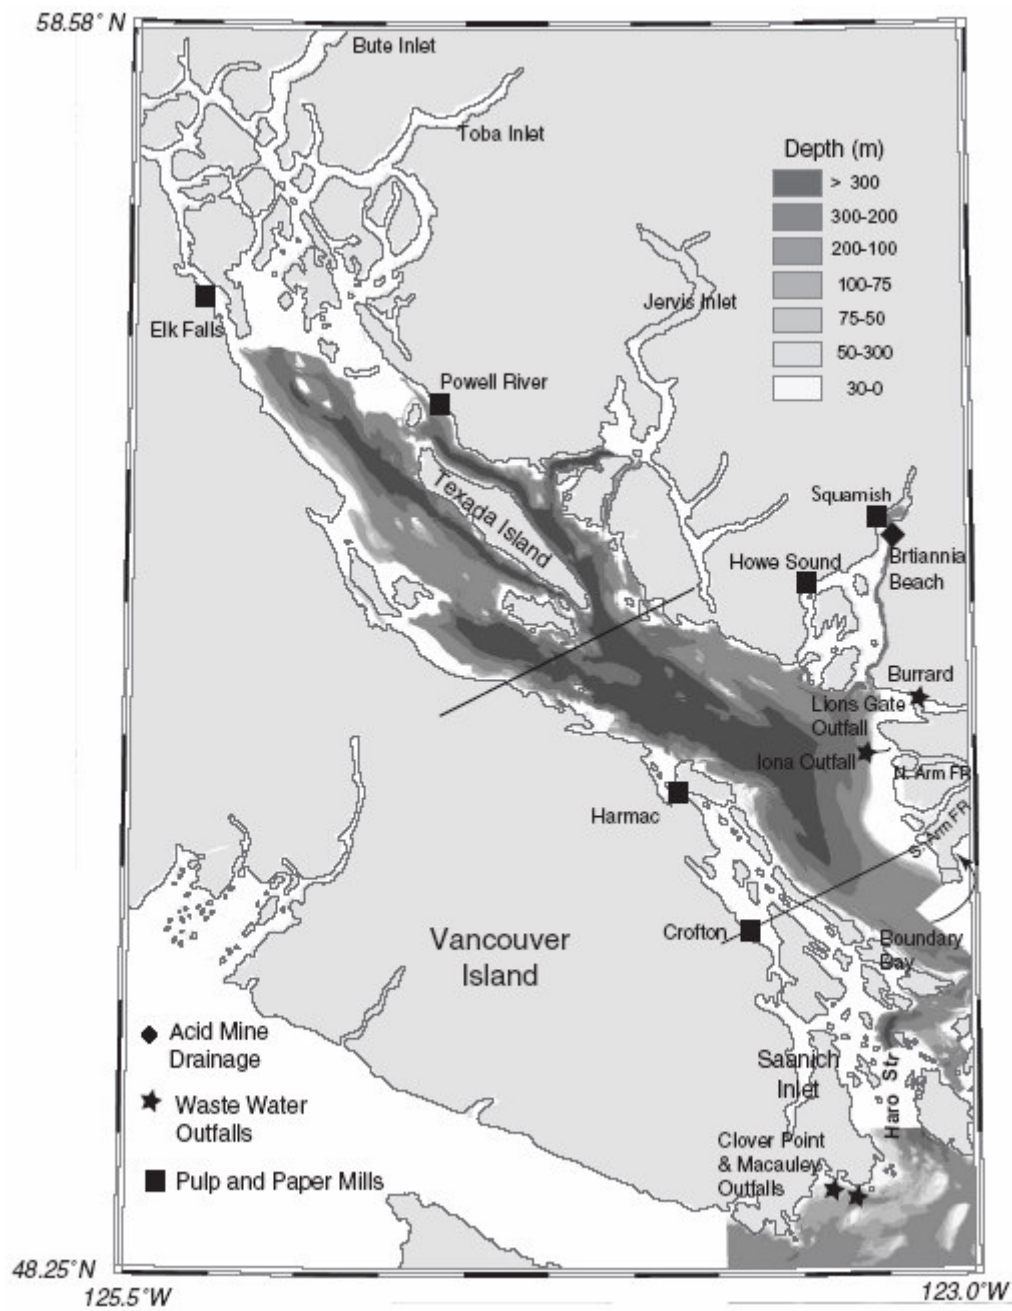 58.58° N
Bute Inlet
Toba Inlet
Depth (m)
> 300
300-200
200-100
100-75
75-50
50-300
30-0
Jervis Inlet
Elk Falls
Powell River
Texada Island
Squamish
Brtiannia
Beach
Howe Sound
Burrard
Lions Gate
Outfall
Iona Outfall
N. Arm FR
S. Arm FR
Harmac
Crofton
Vancouver
Island
Boundary
Bay
Acid Mine
Drainage
Saanich
Inlet
Haro Str
Waste Water
Outfalls
Clover Point
& Macauley
Outfalls
Pulp and Paper Mills
48.25°N
125.5°W
123.0°W